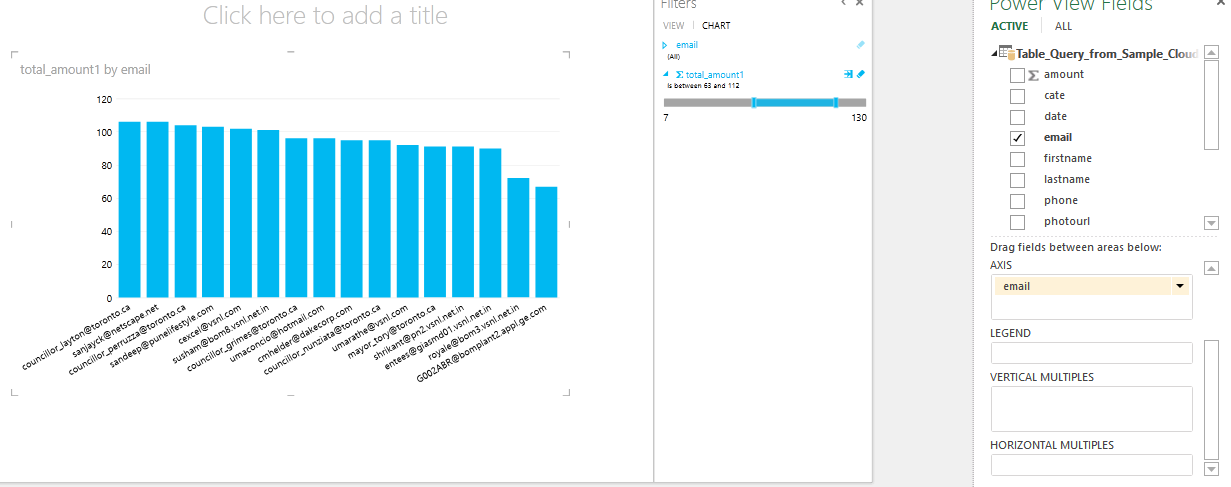 Click here to add a title
total_amount1 by email
120
100
80
60
40
20
0
councillor_layton@toronto.ca
sanjayck@netscape.net
councillor_perruzza@toronto.ca
sandeep@punelifestyle.com
cexcel@vsnl.com
susham@bom8.vsnl.net.in
councillor_grimes@toronto.ca
umaconcio@hotmail.com
cmhelder@dakecorp.com
councillor_nunziata@toronto.ca
umarathe@vsnl.com
mayor_tory@toronto.ca
shrikant@pn2.vsnl.net.in
entees@giasmd01.vsnl.net.in
royale@bom3.vsnl.net.in
G002ABR@bomplant2.appl.ge.com
Filters
VIEW CHART
email
(All)
Σ total_amount1
Is between 63 and 112
7 130
Power View Fields
ACTIVE ALL
Table_Query_from_Sample_Cloud
Σ amount
cate
date
email
firstname
lastname
phone
photourl
Drag fields between areas below:
AXIS
email
LEGEND
VERTICAL MULTIPLES
HORIZONTAL MULTIPLES